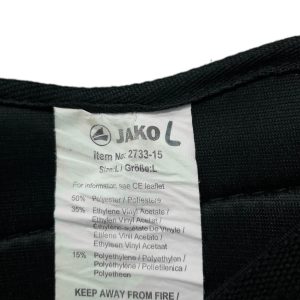 JAKO L
Item No: 2733-15
Size:L / Größe:L
For information see CE leaflet
50% Polyester / Poliestere
35% Ethylene Vinyl Acetate /
Ethylen Vinyl Acetat /
Ethylène-acétate De Vinyle /
Etilene Vinil Acetato /
Ethyleen Vinyl Acetaat
15% Polyethylene / Polyethylen /
Polyéthylène / Polietilenica /
Polyetheen
KEEP AWAY FROM FIRE /